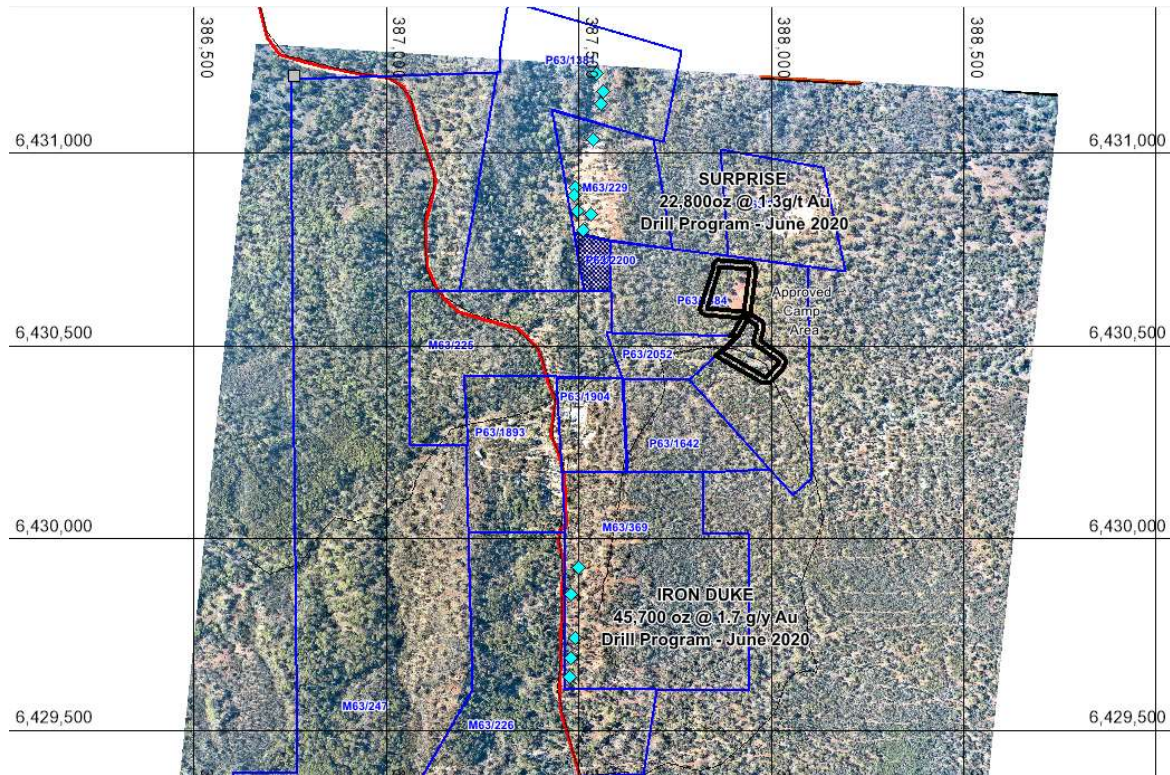 386,500
387,000
387,500
388,000
388,500
P63/1381
6,431,000
6,431,000
SURPRISE
M63/229
22,800oz @ 1.3g/t Au
Drill Program - June 2020
P63/2200
Approved
Camp
Area
6,430,500
6,430,500
M63/225
P63/2052
P63/1904
P63/1893
P63/1642
6,430,000
6,430,000
M63/369
IRON DUKE
45,700 oz @ 1.7 g/y Au
Drill Program - June 2020
M63/247
M63/226
6,429,500
6,429,500